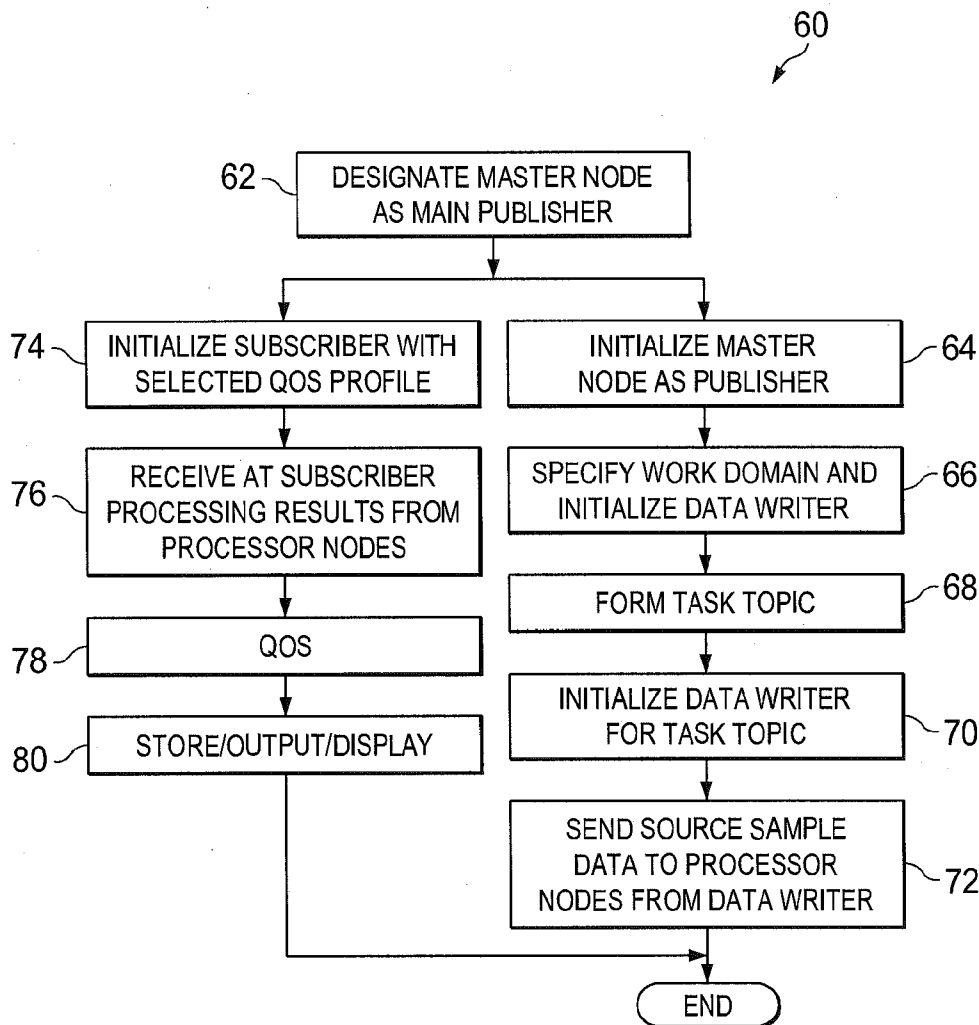 60
62
DESIGNATE MASTER NODE
AS MAIN PUBLISHER
74
INITIALIZE SUBSCRIBER WITH
SELECTED QOS PROFILE
76
RECEIVE AT SUBSCRIBER
PROCESSING RESULTS FROM
PROCESSOR NODES
78
QOS
80
STORE/OUTPUT/DISPLAY
INITIALIZE MASTER
NODE AS PUBLISHER
64
SPECIFY WORK DOMAIN AND
INITIALIZE DATA WRITER
66
FORM TASK TOPIC
68
INITIALIZE DATA WRITER
FOR TASK TOPIC
70
SEND SOURCE SAMPLE
DATA TO PROCESSOR
NODES FROM DATA WRITER
72
END